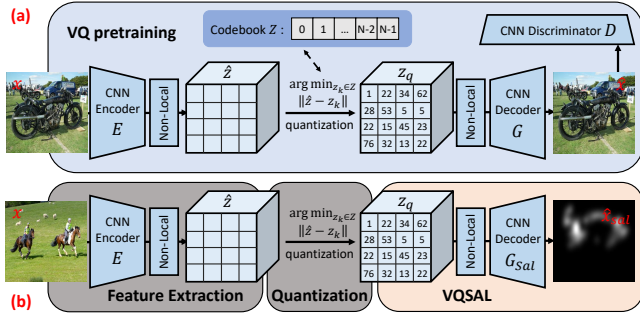 (a)
VQ pretraining
Codebook Z : 0 1 ... N-2 N-1
CNN Discriminator D
x
CNN
Encoder
E
Non-Local
ẑ
arg min_{z_k∈Z}
‖ẑ − z_k‖
quantization
z_q
1 22 34 62
28 53 5 5
22 15 45 23
76 32 13 22
Non-Local
CNN
Decoder
G
x̂
x
CNN
Encoder
E
Non-Local
ẑ
arg min_{z_k∈Z}
‖ẑ − z_k‖
quantization
z_q
1 22 34 62
28 53 5 5
22 15 45 23
76 32 13 22
Non-Local
CNN
Decoder
G_{Sal}
x̂_{sal}
(b)
Feature Extraction
Quantization
VQSAL